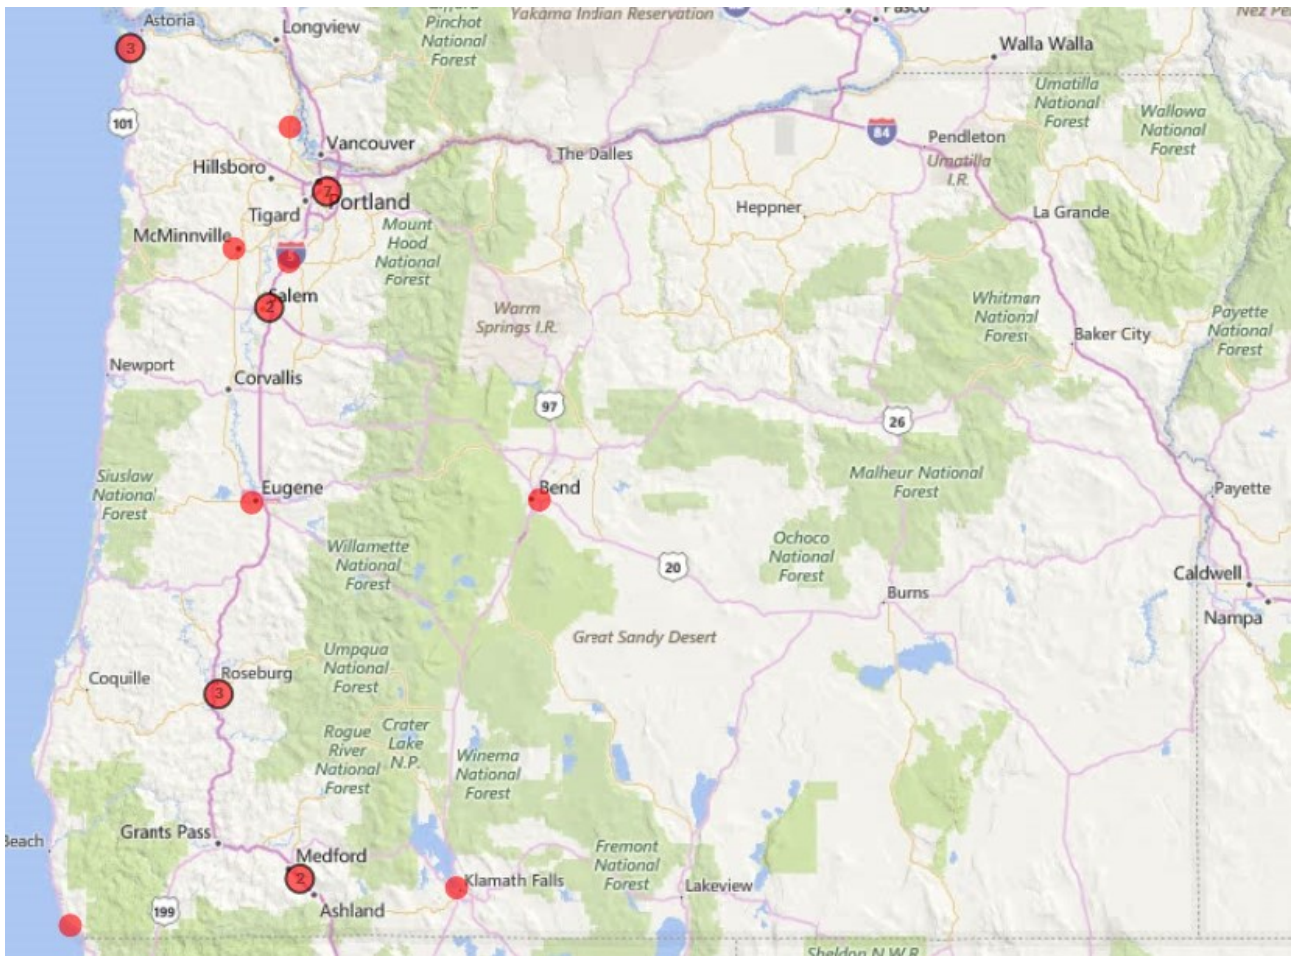 Yakama Indian Reservation
Astoria
Longview
Pinchot
National
Forest
3
Walla Walla
101
Umatilla
National
Forest
Wallowa
National
Forest
84
Vancouver
Pendleton
The Dalles
Hillsboro
Umatilla
I.R.
7
Portland
Tigard
Heppner
La Grande
McMinnville
Mount
Hood
National
Forest
5
Salem
2
Warm
Springs I.R.
Whitman
National
Forest
Payette
National
Forest
Baker City
Newport
Corvallis
97
26
Siuslaw
National
Forest
Eugene
Bend
Malheur National
Forest
Payette
Willamette
National
Forest
Ochoco
National
Forest
20
Caldwell
Burns
Nampa
Great Sandy Desert
Umpqua
National
Forest
Coquille
Roseburg
3
Rogue
River
National
Forest
Crater
Lake
N.P.
Winema
National
Forest
Grants Pass
Beach
Medford
2
Fremont
National
Forest
Klamath Falls
Lakeview
199
Ashland
Sheldon N.W.R.